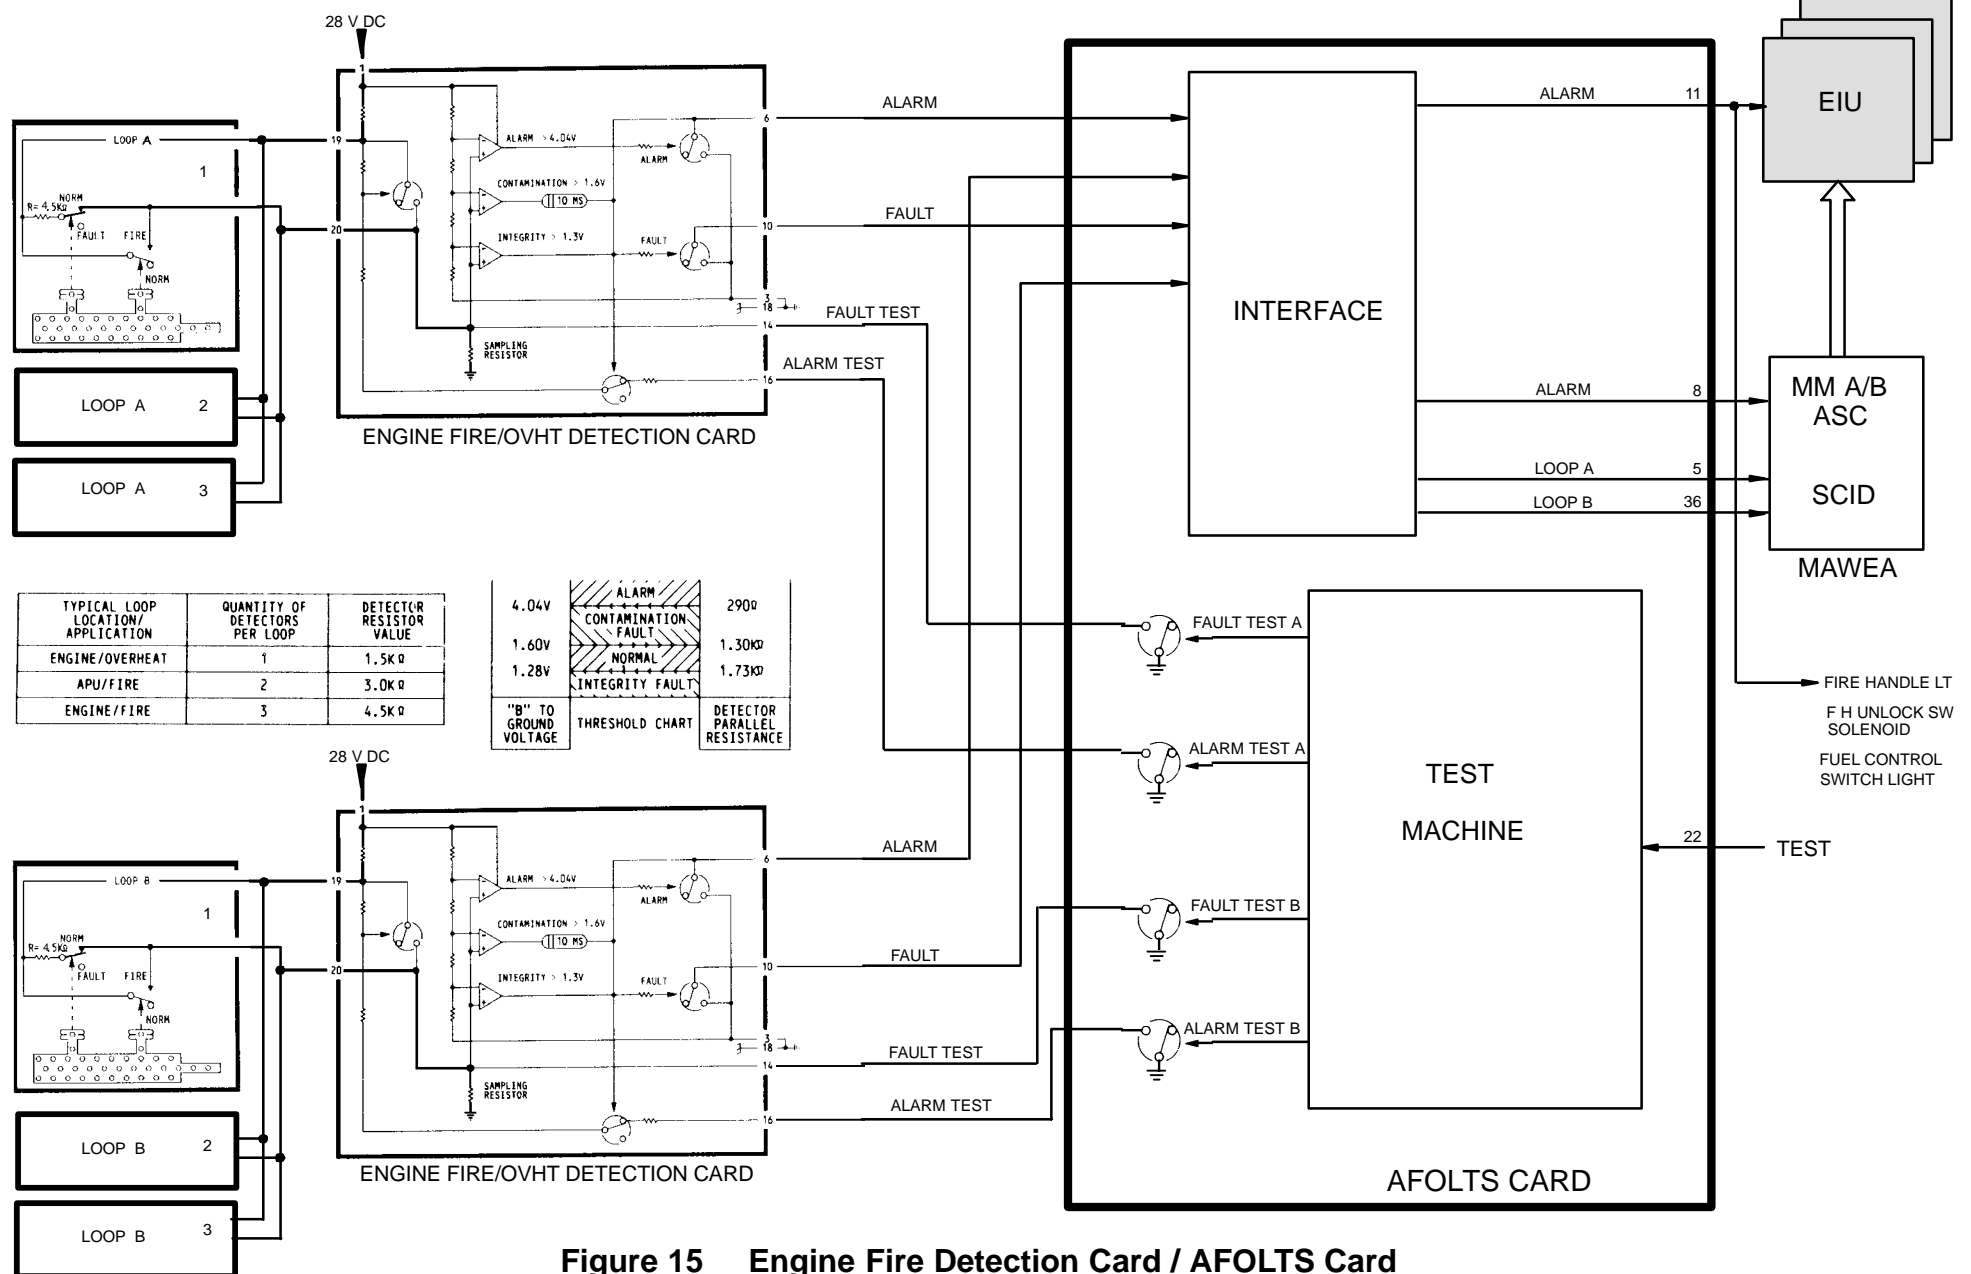 28 V DC
1
LOOP A
1
R= 4.5KΩ
NORM
FAULT
FIRE
NORM
19
20
ALARM > 4.04V
CONTAMINATION > 1.6V
10 MS
INTEGRITY > 1.3V
ALARM
FAULT
SAMPLING
RESISTOR
6
10
3
18
14
16
ENGINE FIRE/OVHT DETECTION CARD
LOOP A 2
LOOP A 3
ALARM
FAULT
FAULT TEST
ALARM TEST
INTERFACE
ALARM 11
EIU
ALARM 8
LOOP A 5
LOOP B 36
MM A/B
ASC
SCID
MAWEA
TYPICAL LOOP LOCATION/ APPLICATION QUANTITY OF DETECTORS PER LOOP DETECTOR RESISTOR VALUE
ENGINE/OVERHEAT 1 1.5KΩ
APU/FIRE 2 3.0KΩ
ENGINE/FIRE 3 4.5KΩ
ALARM
4.04V 290Ω
CONTAMINATION
FAULT
1.60V 1.30KΩ
NORMAL
1.28V 1.73KΩ
INTEGRITY FAULT
"B" TO GROUND VOLTAGE THRESHOLD CHART DETECTOR PARALLEL RESISTANCE
FAULT TEST A
ALARM TEST A
FAULT TEST B
ALARM TEST B
TEST
MACHINE
22
TEST
FIRE HANDLE LT
F H UNLOCK SW
SOLENOID
FUEL CONTROL
SWITCH LIGHT
AFOLTS CARD
28 V DC
1
LOOP B
1
R= 4.5KΩ
NORM
FAULT
FIRE
NORM
19
20
ALARM > 4.04V
CONTAMINATION > 1.6V
10 MS
INTEGRITY > 1.3V
ALARM
FAULT
SAMPLING
RESISTOR
6
10
3
18
14
16
ENGINE FIRE/OVHT DETECTION CARD
LOOP B 2
LOOP B 3
ALARM
FAULT
FAULT TEST
ALARM TEST
Figure 15 Engine Fire Detection Card / AFOLTS Card